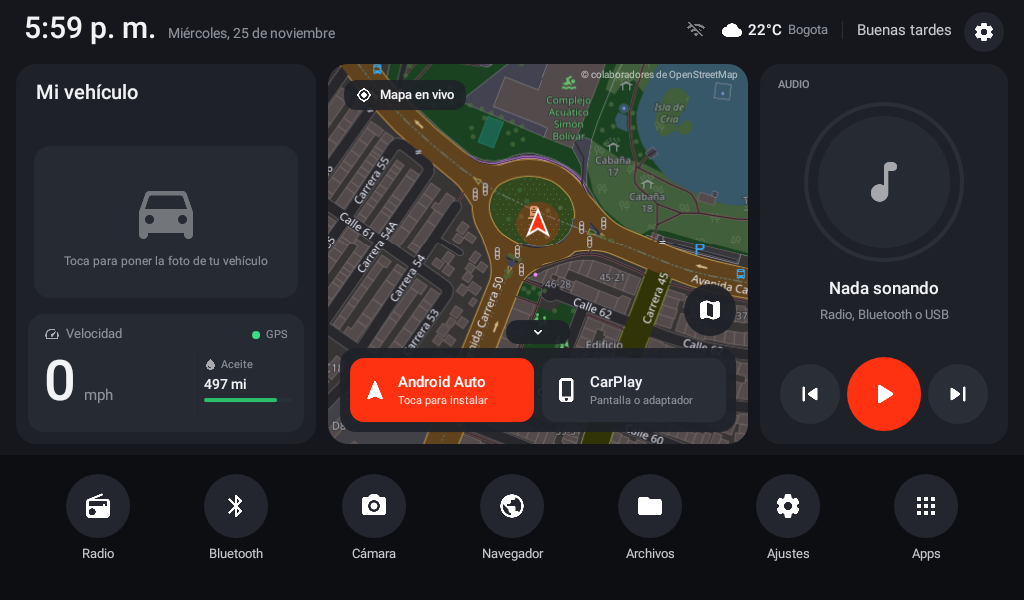 5:59 p. m.
Miércoles, 25 de noviembre
22°C Bogota
Buenas tardes
Mi vehículo
Toca para poner la foto de tu vehículo
Velocidad
GPS
0 mph
Aceite
497 mi
© colaboradores de OpenStreetMap
Mapa en vivo
Complejo
Acuático
Simón
Bolívar
Isla de
Cria
Cabaña
17
Cabaña
18
Carrera 55
Calle 61
Carrera 54A
Carrera 54
Carrera 53
Carrera 50
Carrera 45
P
46-28
45-21
Calle 62
Edificio
Calle 60
Android Auto
Toca para instalar
CarPlay
Pantalla o adaptador
AUDIO
Nada sonando
Radio, Bluetooth o USB
Radio
Bluetooth
Cámara
Navegador
Archivos
Ajustes
Apps